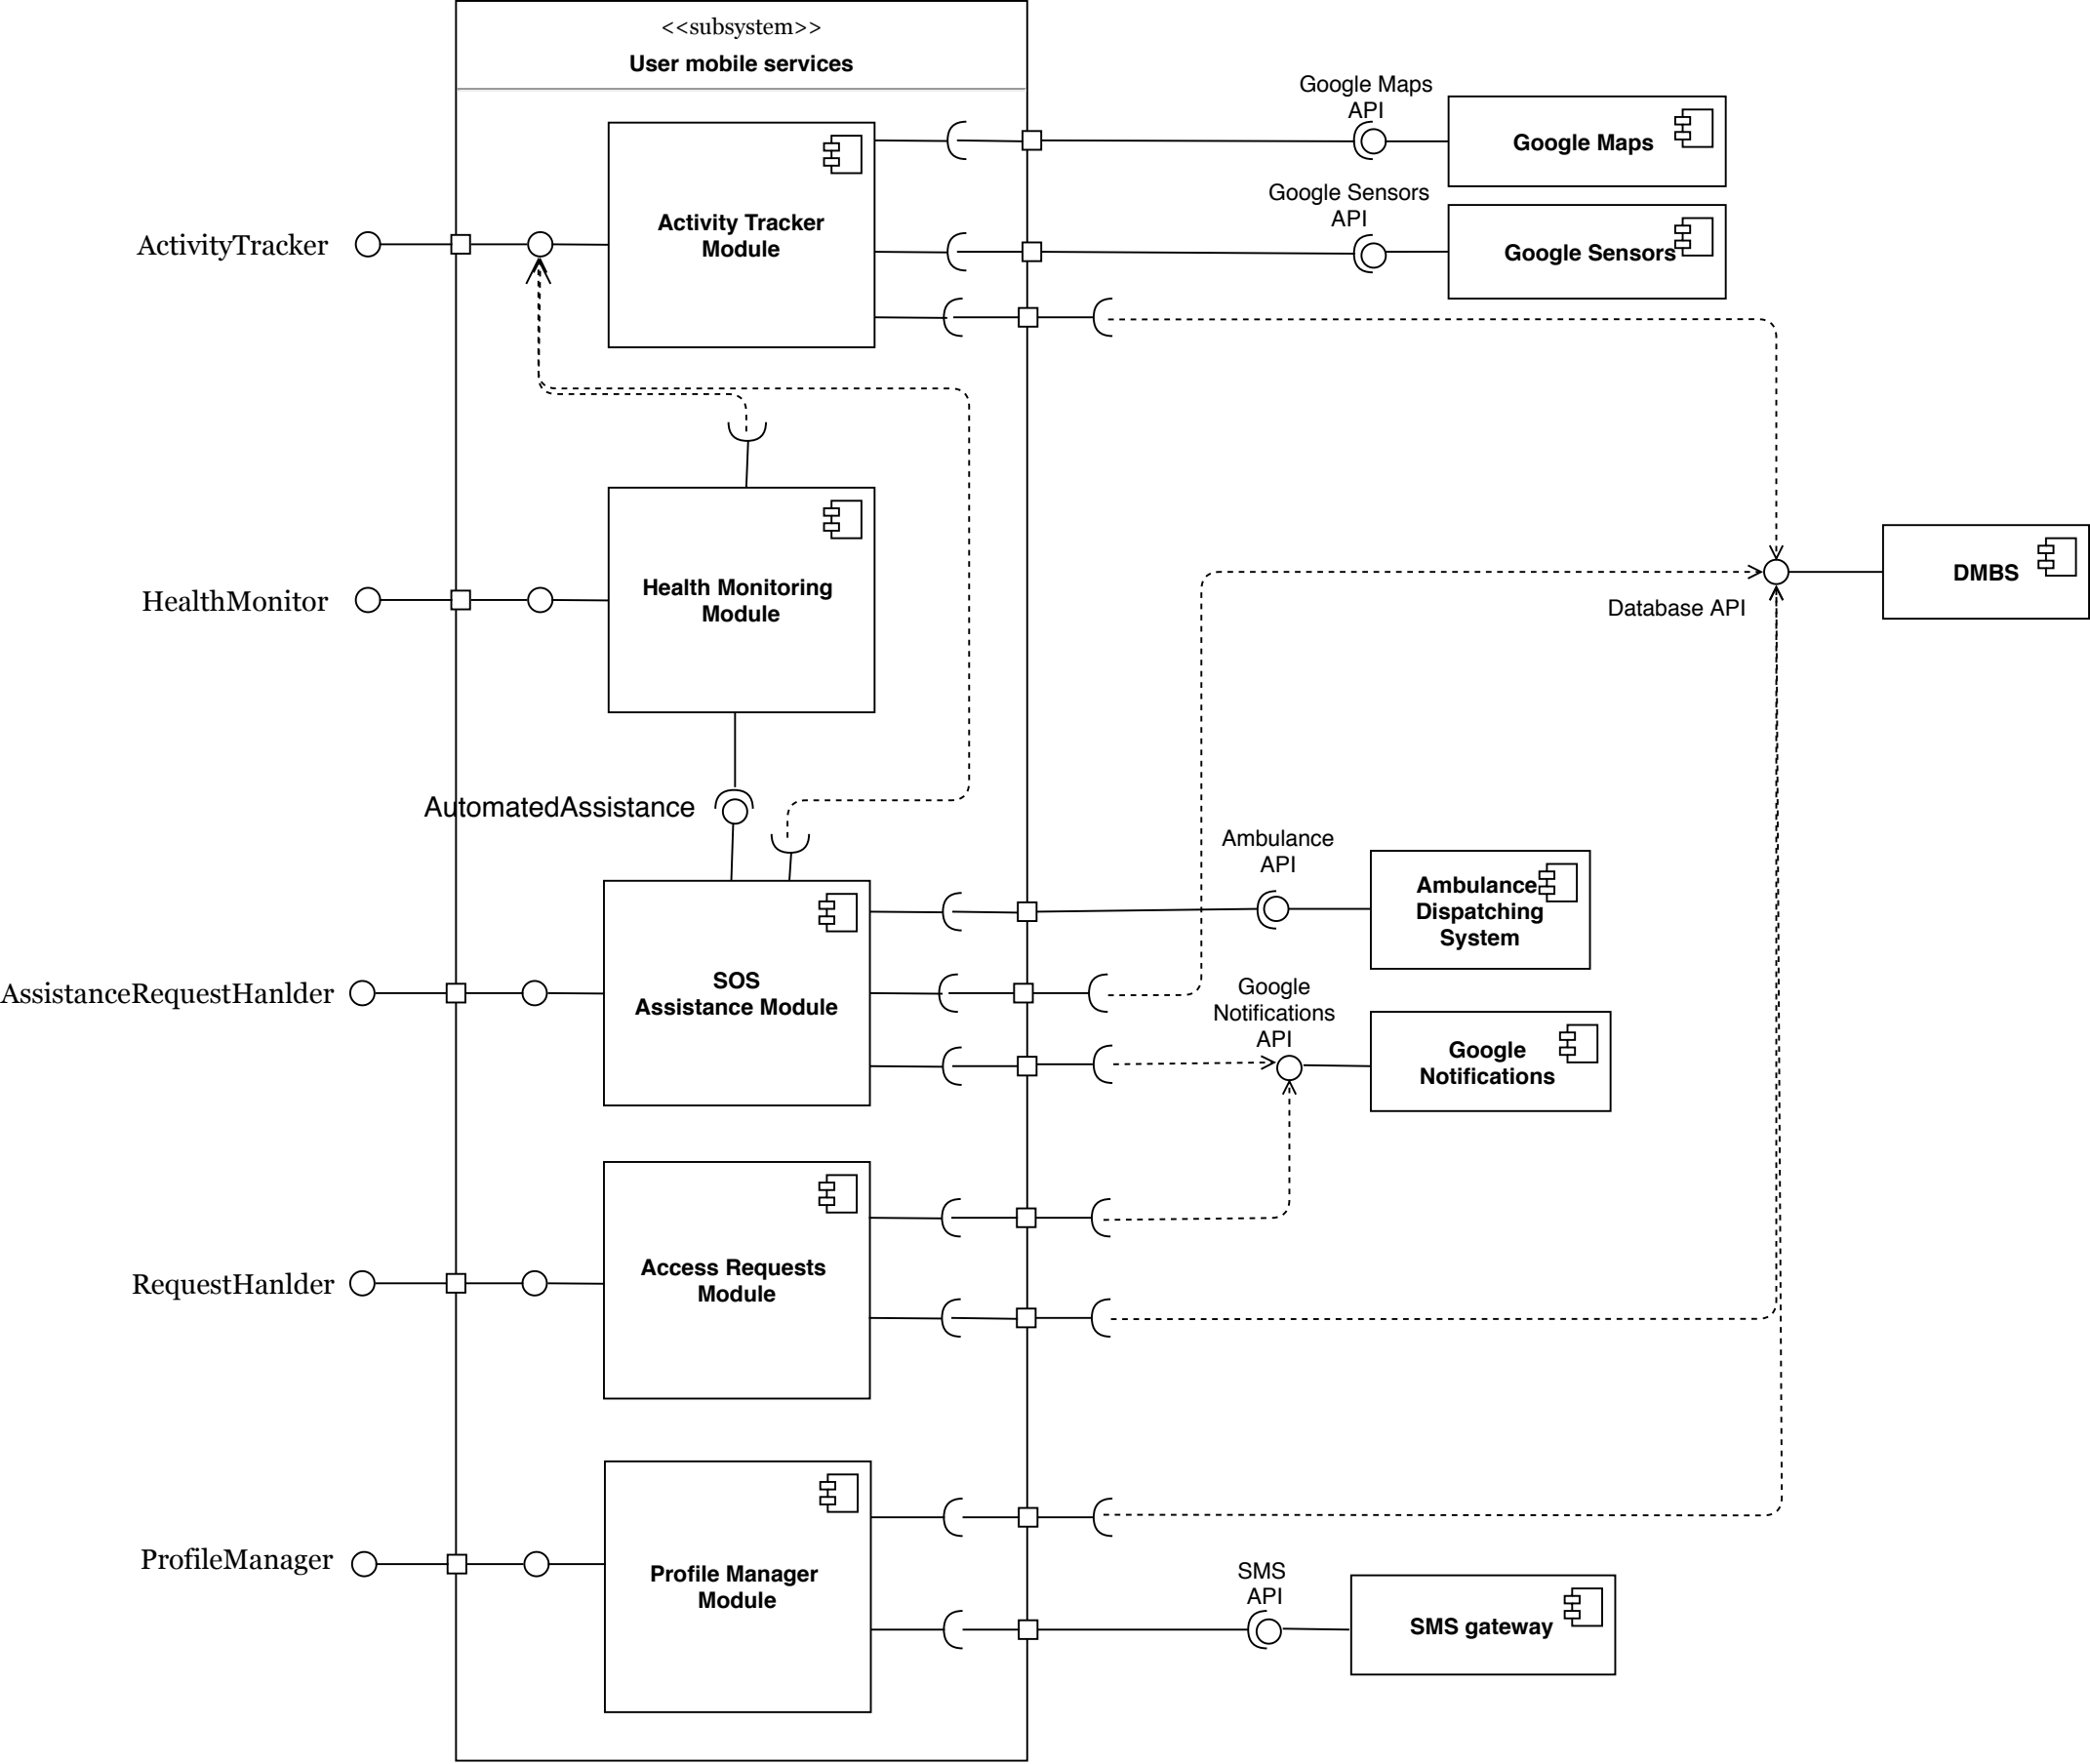 <<subsystem>>
User mobile services
Google Maps
API
Google Maps
Google Sensors
API
Google Sensors
Activity Tracker
Module
ActivityTracker
Health Monitoring
Module
HealthMonitor
DMBS
Database API
AutomatedAssistance
Ambulance
API
Ambulance
Dispatching
System
SOS
Assistance Module
AssistanceRequestHanlder
Google
Notifications
API
Google
Notifications
Access Requests
Module
RequestHanlder
ProfileManager
Profile Manager
Module
SMS
API
SMS gateway